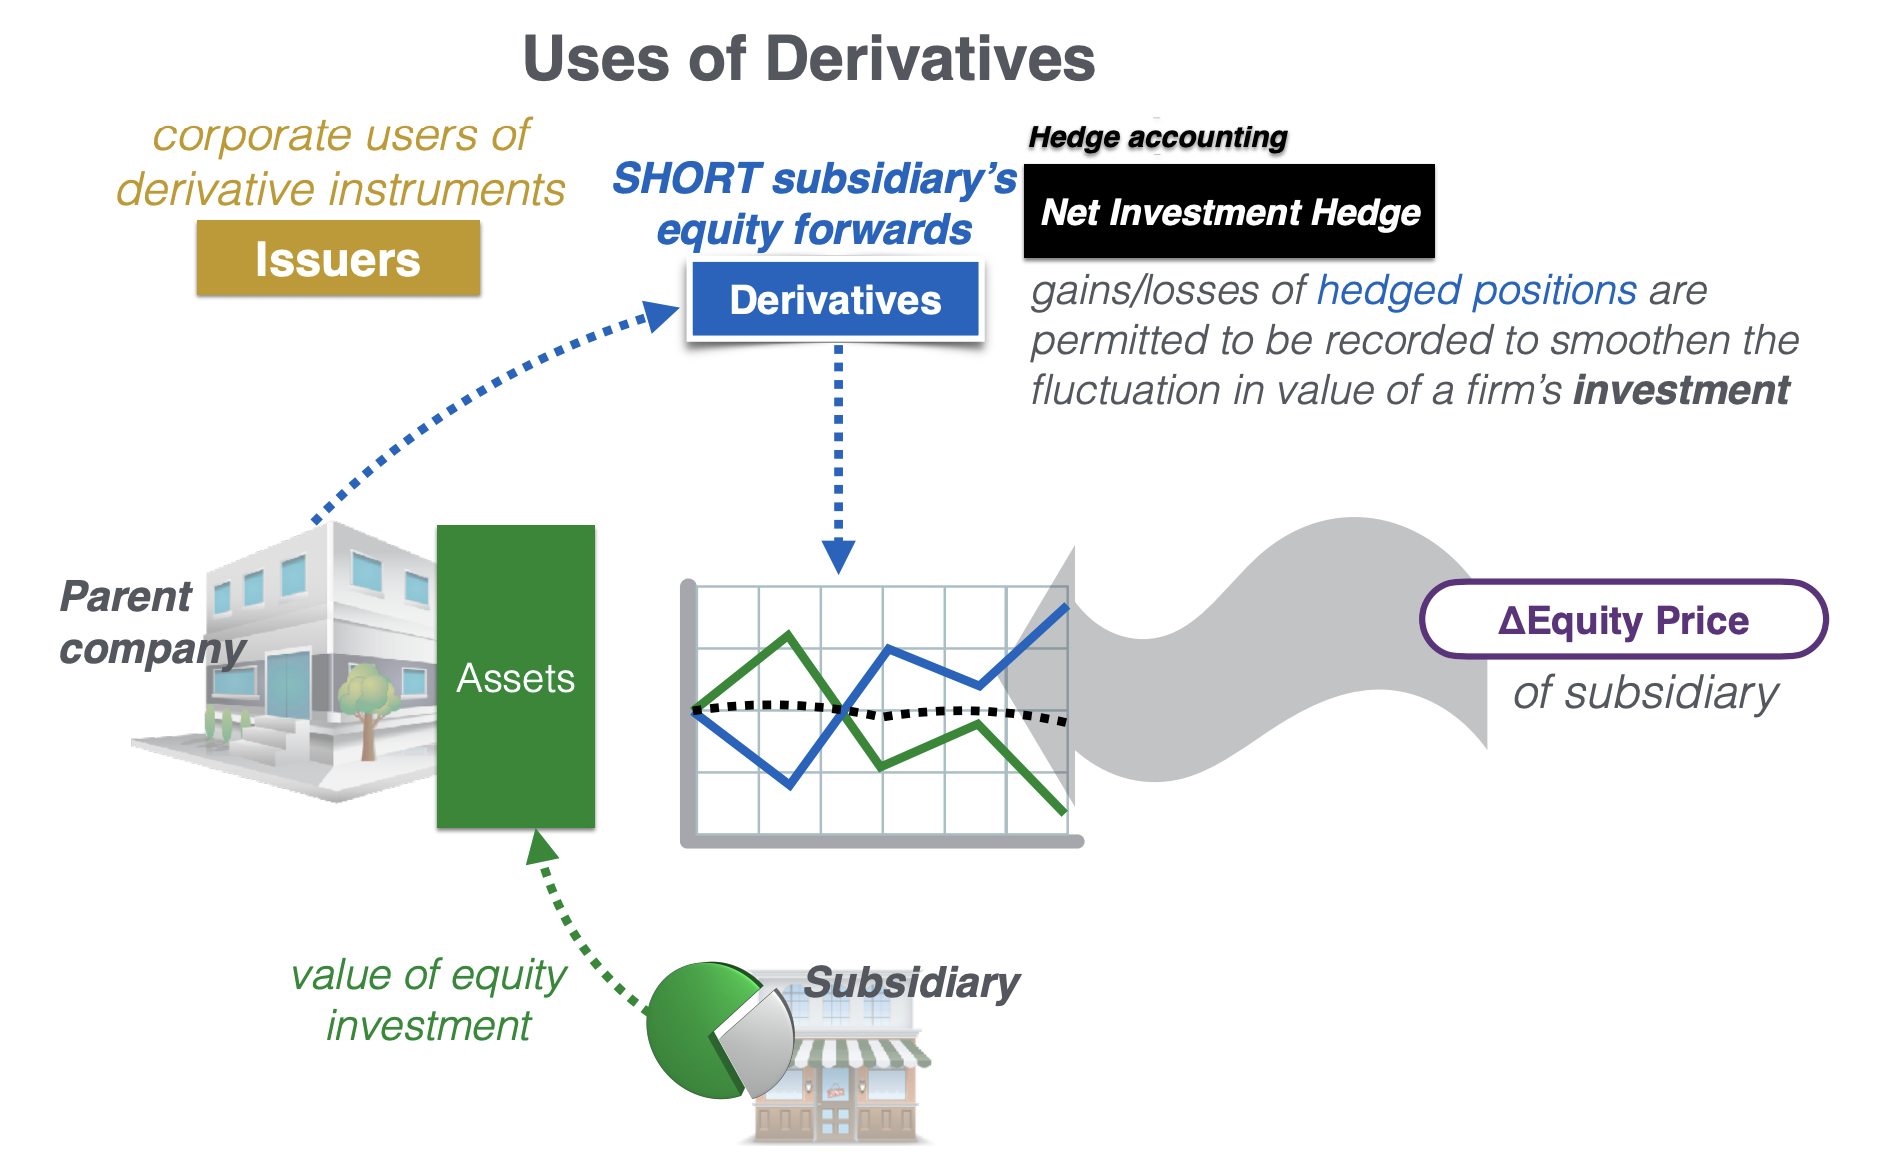 Uses of Derivatives
corporate users of
derivative instruments
Issuers
SHORT subsidiary's
equity forwards
Derivatives
Hedge accounting
Net Investment Hedge
gains/losses of hedged positions are
permitted to be recorded to smoothen the
fluctuation in value of a firm's investment
Parent
company
Assets
ΔEquity Price
of subsidiary
value of equity
investment
Subsidiary